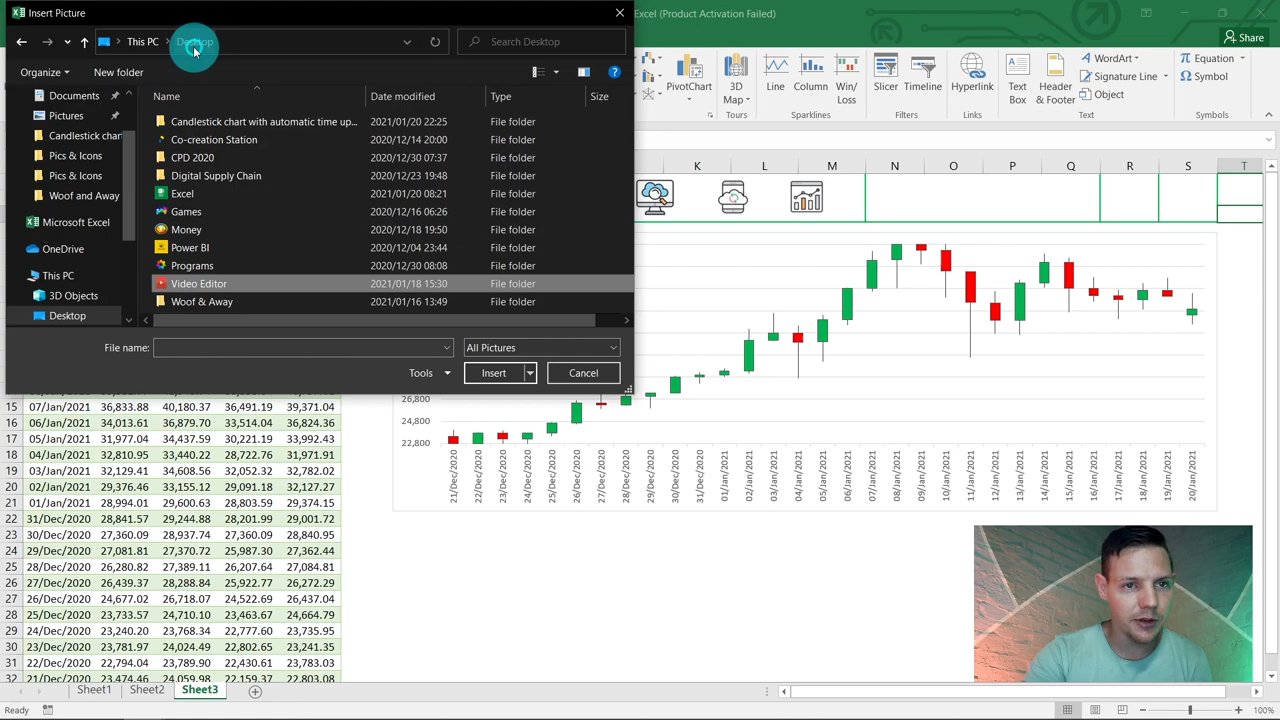 Insert Picture
Excel (Product Activation Failed)
This PC
Desktop
Search Desktop
Share
Organize
New folder
WordArt
Signature Line
Object
Equation
Symbol
PivotChart
3D
Map
Line
Column
Win/
Loss
Slicer
Timeline
Hyperlink
Text
Box
Header
& Footer
Tours
Sparklines
Filters
Links
Text
Symbols
Documents
Pictures
Candlestick char
Pics & Icons
Pics & Icons
Woof and Away
Microsoft Excel
OneDrive
This PC
3D Objects
Desktop
Name Date modified Type Size
Candlestick chart with automatic time up... 2021/01/20 22:25 File folder
Co-creation Station 2020/12/14 20:00 File folder
CPD 2020 2020/12/30 07:37 File folder
Digital Supply Chain 2020/12/23 19:48 File folder
Excel 2021/01/20 08:21 File folder
Games 2020/12/16 06:26 File folder
Money 2020/12/18 19:50 File folder
Power BI 2020/12/04 23:44 File folder
Programs 2020/12/30 08:08 File folder
Video Editor 2021/01/18 15:30 File folder
Woof & Away 2021/01/16 13:49 File folder
File name:
All Pictures
Tools
Insert
Cancel
K L M N O P Q R S T
15 07/Jan/2021 36,833.88 40,180.37 36,491.19 39,371.04
16 06/Jan/2021 34,013.61 36,879.70 33,514.04 36,824.36
17 05/Jan/2021 31,977.04 34,437.59 30,221.19 33,992.43
18 04/Jan/2021 32,810.95 33,440.22 28,722.76 31,971.91
19 03/Jan/2021 32,129.41 34,608.56 32,052.32 32,782.02
20 02/Jan/2021 29,376.46 33,155.12 29,091.18 32,127.27
21 01/Jan/2021 28,994.01 29,600.63 28,803.59 29,374.15
22 31/Dec/2020 28,841.57 29,244.88 28,201.99 29,001.72
23 30/Dec/2020 27,360.09 28,937.74 27,360.09 28,840.95
24 29/Dec/2020 27,081.81 27,370.72 25,987.30 27,362.44
25 28/Dec/2020 26,280.82 27,389.11 26,207.64 27,084.81
26 27/Dec/2020 26,439.37 28,288.84 25,922.77 26,272.29
27 26/Dec/2020 24,677.02 26,718.07 24,522.69 26,437.04
28 25/Dec/2020 23,733.57 24,710.10 23,463.67 24,664.79
29 24/Dec/2020 23,240.20 23,768.34 22,777.60 23,735.95
30 23/Dec/2020 23,781.97 24,024.49 22,802.65 23,241.35
31 22/Dec/2020 22,794.04 23,789.90 22,430.61 23,783.03
32 21/Dec/2020 23,474.46 24,059.98 22,159.37 22,803.08
26,800
24,800
22,800
21/Dec/2020
22/Dec/2020
23/Dec/2020
24/Dec/2020
25/Dec/2020
26/Dec/2020
27/Dec/2020
28/Dec/2020
29/Dec/2020
30/Dec/2020
31/Dec/2020
01/Jan/2021
02/Jan/2021
03/Jan/2021
04/Jan/2021
05/Jan/2021
06/Jan/2021
07/Jan/2021
08/Jan/2021
09/Jan/2021
10/Jan/2021
11/Jan/2021
12/Jan/2021
13/Jan/2021
14/Jan/2021
15/Jan/2021
16/Jan/2021
17/Jan/2021
18/Jan/2021
19/Jan/2021
20/Jan/2021
Sheet1
Sheet2
Sheet3
Ready
100%